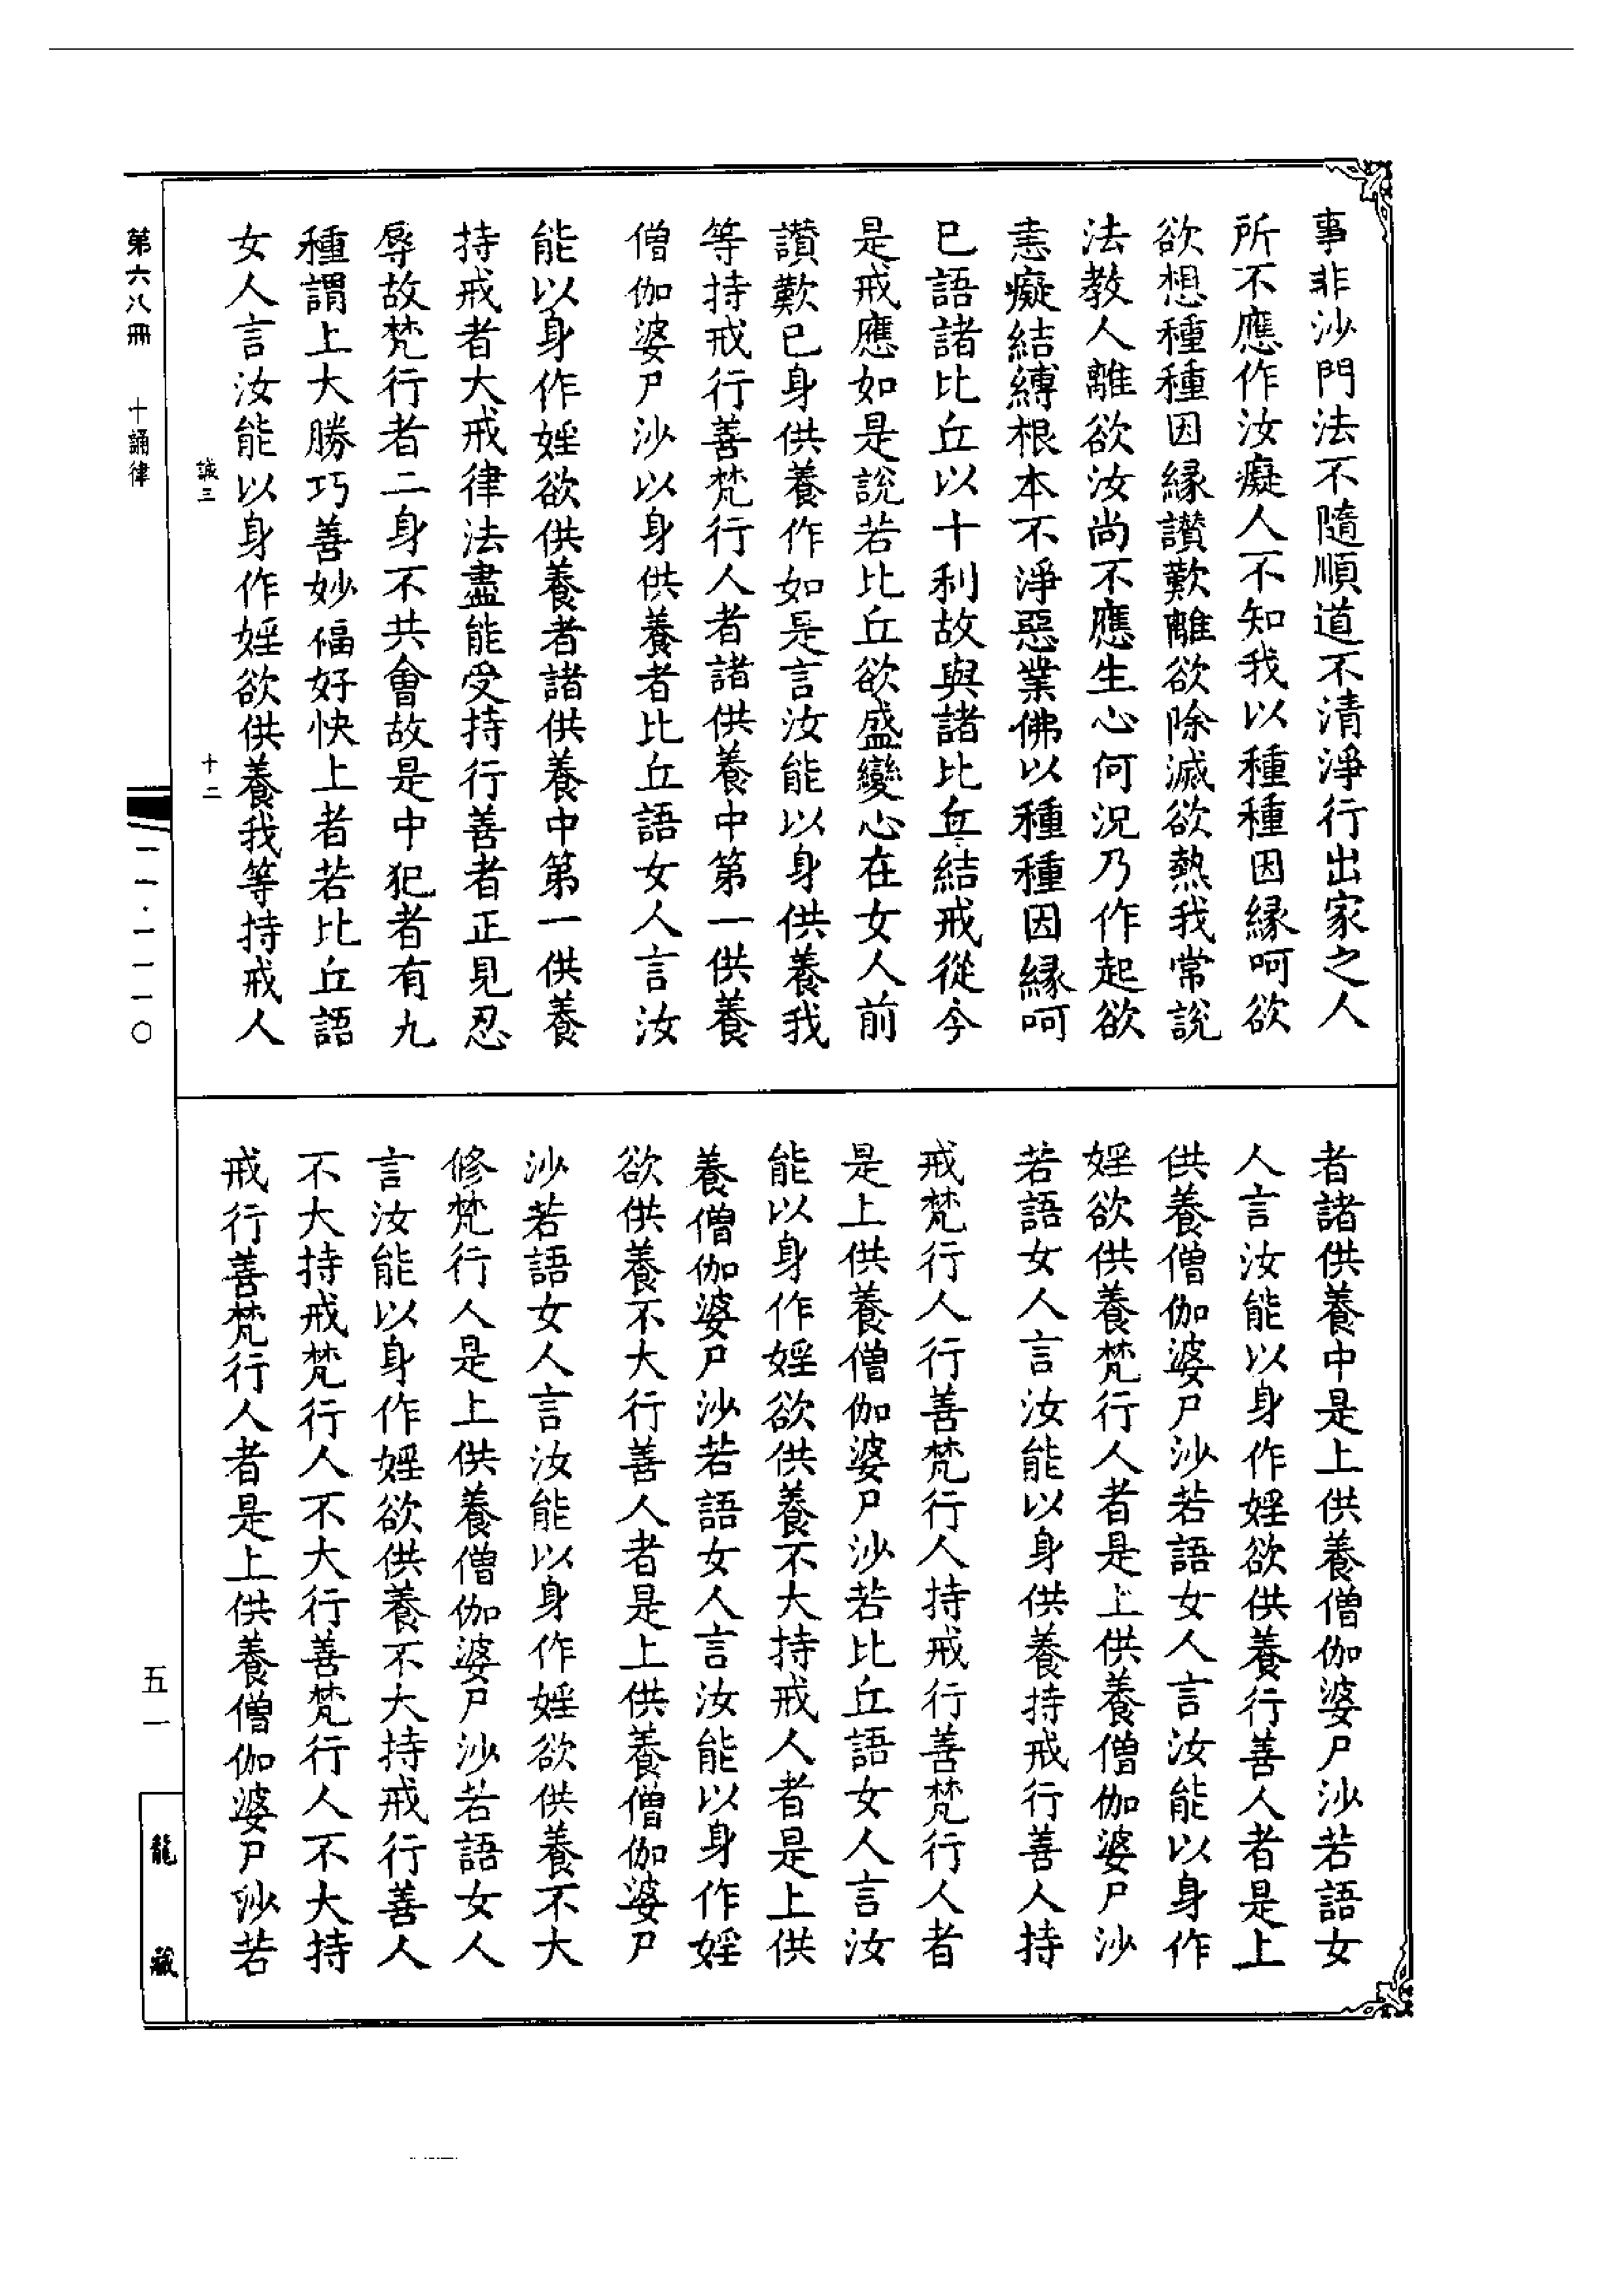 事非沙門法不隨順道不清淨行出家之人
所不應作汝癡人不知我以種種因緣呵欲
欲想種種因緣讚歎離欲除滅欲熱我常說
法教人離欲汝尚不應生心何況乃作起欲
恚癡結縛根本不淨惡業佛以種種因緣呵
已語諸比丘以十利故與諸比丘結戒從今
是戒應如是說若比丘欲盛變心在女人前
讚歎已身供養作如是言汝能以身供養我
等持戒行善梵行人者諸供養中第一供養
僧伽婆尸沙以身供養者比丘語女人言汝
能以身作婬欲供養者諸供養中第一供養
持戒者大戒律法盡能受持行善者正見忍
辱故梵行者二身不共會故是中犯者有九
種謂上大勝巧善妙福好快上者若比丘語
女人言汝能以身作婬欲供養我等持戒人
誠三 十二
者諸供養中是上供養僧伽婆尸沙若語女
人言汝能以身作婬欲供養行善人者是上
供養僧伽婆尸沙若語女人言汝能以身作
婬欲供養梵行人者是上供養僧伽婆尸沙
若語女人言汝能以身供養持戒行善人持
戒梵行人行善梵行人持戒行善梵行人者
是上供養僧伽婆尸沙若比丘語女人言汝
能以身作婬欲供養不大持戒人者是上供
養僧伽婆尸沙若語女人言汝能以身作婬
欲供養不大行善人者是上供養僧伽婆尸
沙若語女人言汝能以身作婬欲供養不大
修梵行人是上供養僧伽婆尸沙若語女人
言汝能以身作婬欲供養不大持戒行善人
不大持戒梵行人不大行善梵行人不大持
戒行善梵行人者是上供養僧伽婆尸沙若
第六八冊 十誦律
一一·一一一〇
五一
龍藏